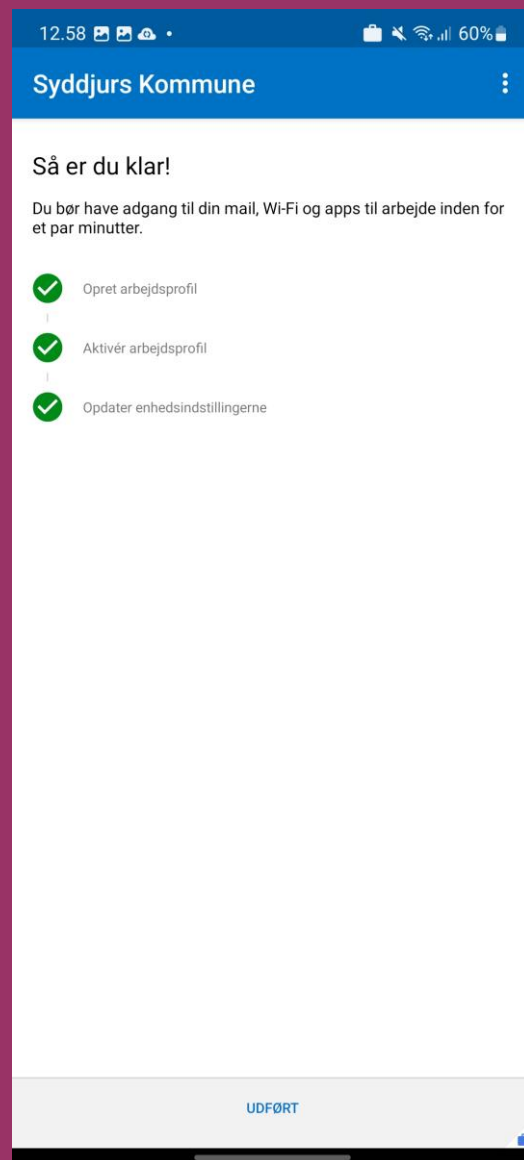 12.58
60%
Syddjurs Kommune
Så er du klar!
Du bør have adgang til din mail, Wi-Fi og apps til arbejde inden for
et par minutter.
Opret arbejdsprofil
Aktivér arbejdsprofil
Opdater enhedsindstillingerne
UDFØRT